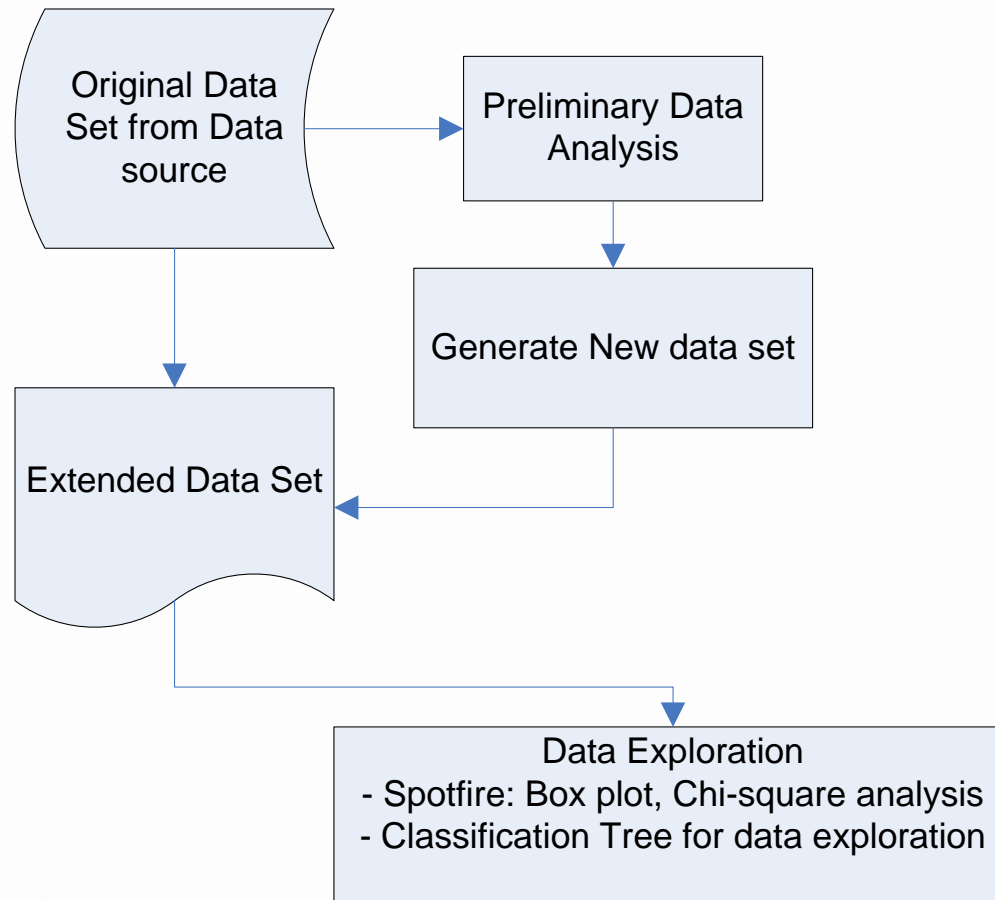 Original Data
Set from Data
source
Preliminary Data
Analysis
Generate New data set
Extended Data Set
Data Exploration
- Spotfire: Box plot, Chi-square analysis
- Classification Tree for data exploration